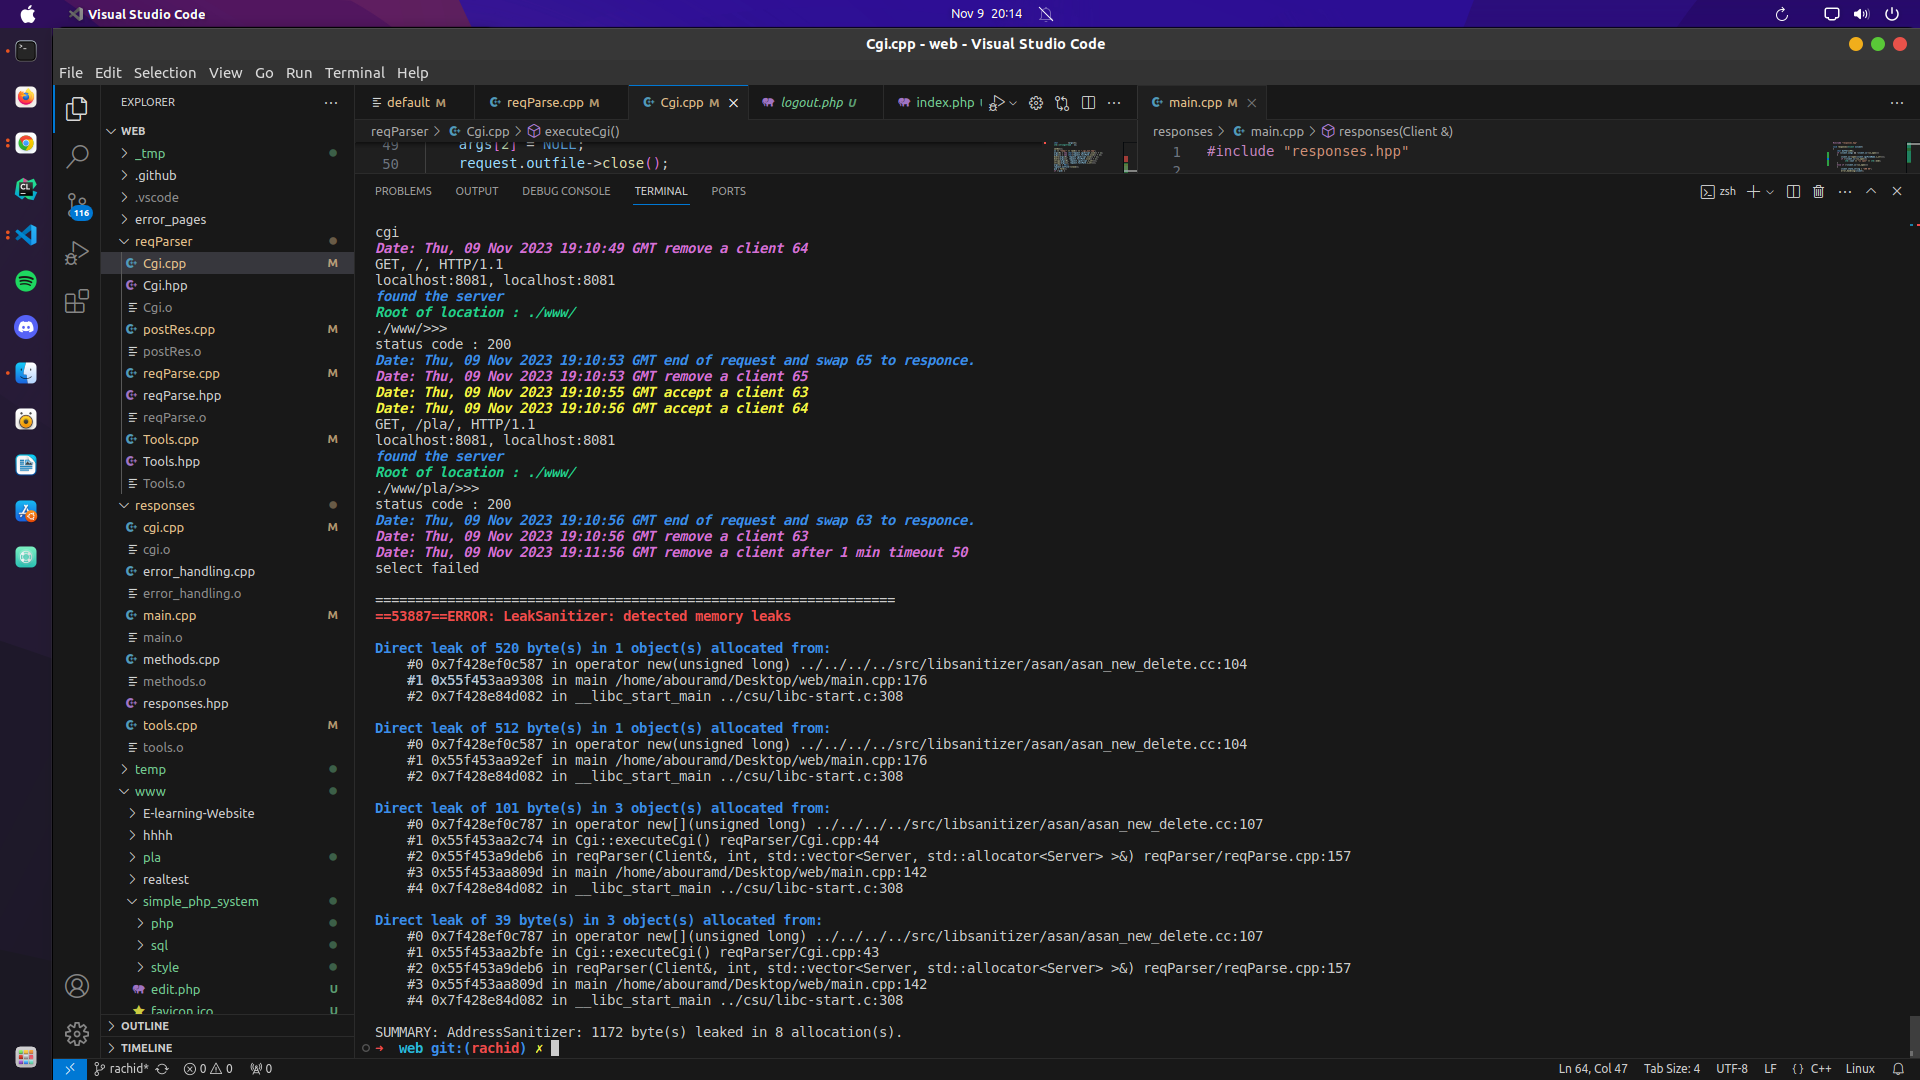 Visual Studio Code
Nov 9 20:14
Cgi.cpp - web - Visual Studio Code
File Edit Selection View Go Run Terminal Help
EXPLORER
default M
reqParse.cpp M
Cgi.cpp M
logout.php U
index.php
main.cpp M
reqParser > Cgi.cpp > executeCgi()
responses > main.cpp > responses(Client &)
49 args[2] = NULL;
50 request.outfile->close();
1 #include "responses.hpp"
2
WEB
_tmp
.github
.vscode
error_pages
reqParser
Cgi.cpp M
Cgi.hpp
Cgi.o
postRes.cpp M
postRes.o
reqParse.cpp M
reqParse.hpp
reqParse.o
Tools.cpp M
Tools.hpp
Tools.o
responses
cgi.cpp M
cgi.o
error_handling.cpp
error_handling.o
main.cpp M
main.o
methods.cpp
methods.o
responses.hpp
tools.cpp M
tools.o
temp
www
E-learning-Website
hhhh
pla
realtest
simple_php_system
php
sql
style
edit.php U
favicon.ico U
OUTLINE
TIMELINE
116
PROBLEMS OUTPUT DEBUG CONSOLE TERMINAL PORTS
zsh
cgi
Date: Thu, 09 Nov 2023 19:10:49 GMT remove a client 64
GET, /, HTTP/1.1
localhost:8081, localhost:8081
found the server
Root of location : ./www/
./www/>>>
status code : 200
Date: Thu, 09 Nov 2023 19:10:53 GMT end of request and swap 65 to responce.
Date: Thu, 09 Nov 2023 19:10:53 GMT remove a client 65
Date: Thu, 09 Nov 2023 19:10:55 GMT accept a client 63
Date: Thu, 09 Nov 2023 19:10:56 GMT accept a client 64
GET, /pla/, HTTP/1.1
localhost:8081, localhost:8081
found the server
Root of location : ./www/
./www/pla/>>>
status code : 200
Date: Thu, 09 Nov 2023 19:10:56 GMT end of request and swap 63 to responce.
Date: Thu, 09 Nov 2023 19:10:56 GMT remove a client 63
Date: Thu, 09 Nov 2023 19:11:56 GMT remove a client after 1 min timeout 50
select failed
=================================================================
==53887==ERROR: LeakSanitizer: detected memory leaks
Direct leak of 520 byte(s) in 1 object(s) allocated from:
#0 0x7f428ef0c587 in operator new(unsigned long) ../../../../src/libsanitizer/asan/asan_new_delete.cc:104
#1 0x55f453aa9308 in main /home/abouramd/Desktop/web/main.cpp:176
#2 0x7f428e84d082 in __libc_start_main ../csu/libc-start.c:308
Direct leak of 512 byte(s) in 1 object(s) allocated from:
#0 0x7f428ef0c587 in operator new(unsigned long) ../../../../src/libsanitizer/asan/asan_new_delete.cc:104
#1 0x55f453aa92ef in main /home/abouramd/Desktop/web/main.cpp:176
#2 0x7f428e84d082 in __libc_start_main ../csu/libc-start.c:308
Direct leak of 101 byte(s) in 3 object(s) allocated from:
#0 0x7f428ef0c787 in operator new[](unsigned long) ../../../../src/libsanitizer/asan/asan_new_delete.cc:107
#1 0x55f453aa2c74 in Cgi::executeCgi() reqParser/Cgi.cpp:44
#2 0x55f453a9deb6 in reqParser(Client&, int, std::vector<Server, std::allocator<Server> >&) reqParser/reqParse.cpp:157
#3 0x55f453aa809d in main /home/abouramd/Desktop/web/main.cpp:142
#4 0x7f428e84d082 in __libc_start_main ../csu/libc-start.c:308
Direct leak of 39 byte(s) in 3 object(s) allocated from:
#0 0x7f428ef0c787 in operator new[](unsigned long) ../../../../src/libsanitizer/asan/asan_new_delete.cc:107
#1 0x55f453aa2bfe in Cgi::executeCgi() reqParser/Cgi.cpp:43
#2 0x55f453a9deb6 in reqParser(Client&, int, std::vector<Server, std::allocator<Server> >&) reqParser/reqParse.cpp:157
#3 0x55f453aa809d in main /home/abouramd/Desktop/web/main.cpp:142
#4 0x7f428e84d082 in __libc_start_main ../csu/libc-start.c:308
SUMMARY: AddressSanitizer: 1172 byte(s) leaked in 8 allocation(s).
➜ web git:(rachid) ✗
rachid* 0 0 0
Ln 64, Col 47 Tab Size: 4 UTF-8 LF {} C++ Linux